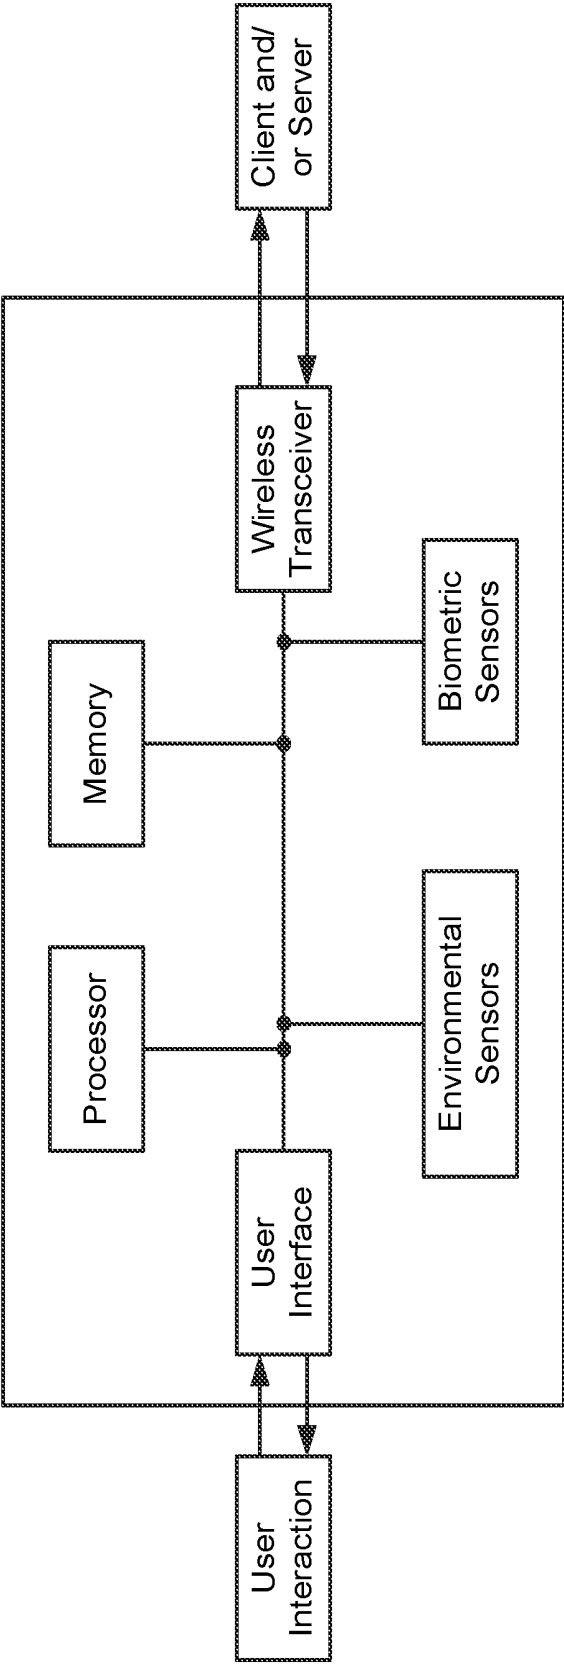 Processor
Memory
User
Interaction
User
Interface
Wireless
Transceiver
Client and/
or Server
Environmental
Sensors
Biometric
Sensors